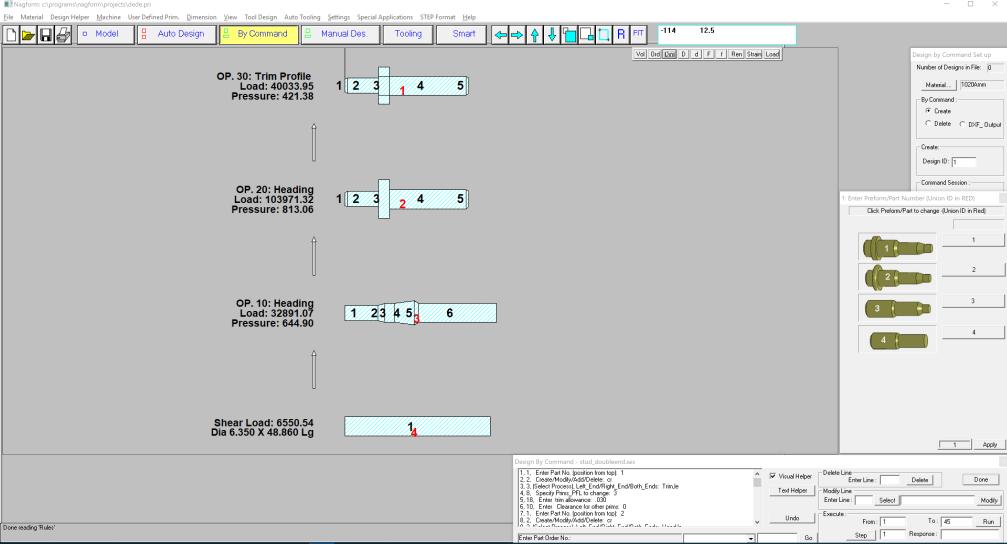 Nagform: c:\programs\nagform\projects\dede.prl
File Material Design Helper Machine User Defined Prim. Dimension View Tool Design Auto Tooling Settings Special Applications STEP Format Help
Model Auto Design By Command Manual Des. Tooling Smart R FIT -114 12.5
Vol Ord Dim D d F f Ren Strain Load
OP. 30: Trim Profile
Load: 40033.95
Pressure: 421.38
1 2 3 1 4 5
OP. 20: Heading
Load: 103971.32
Pressure: 813.06
1 2 3 2 4 5
OP. 10: Heading
Load: 32891.07
Pressure: 644.90
1 2 3 4 5 3 6
Shear Load: 6550.54
Dia 6.350 X 48.860 Lg
1 4
Design by Command Set up
Number of Designs in File: 0
Material... 1020Amm
By Command:
Create
Delete DXF_ Output
Create:
Design ID: 1
Command Session:
1: Enter Preform/Part Number (Union ID in RED)
Click Preform/Part to change (Union ID in Red)
1 1
2 2
3 3
4 4
1 Apply
Design By Command - stud_doubleend.ses
1, 1, Enter Part No. (position from top): 1
2, 2, Create/Modify/Add/Delete: cr
3, 3, (Select Process), Left_End/Right_End/Both_Ends: Trim,le
4, 8, Specify Prims_PFL to change: 3
5, 18, Enter trim allowance: .030
6, 10, Enter Clearance for other prims: 0
7, 1, Enter Part No. (position from top): 2
8, 2, Create/Modify/Add/Delete: cr
Enter Part Order No.: Go
Visual Helper
Text Helper
Undo
Delete Line
Enter Line: Delete Done
Modify Line
Enter Line: Select Modify
Execute
From: 1 To: 45 Run
Step 1 Response:
Done reading 'Rules'